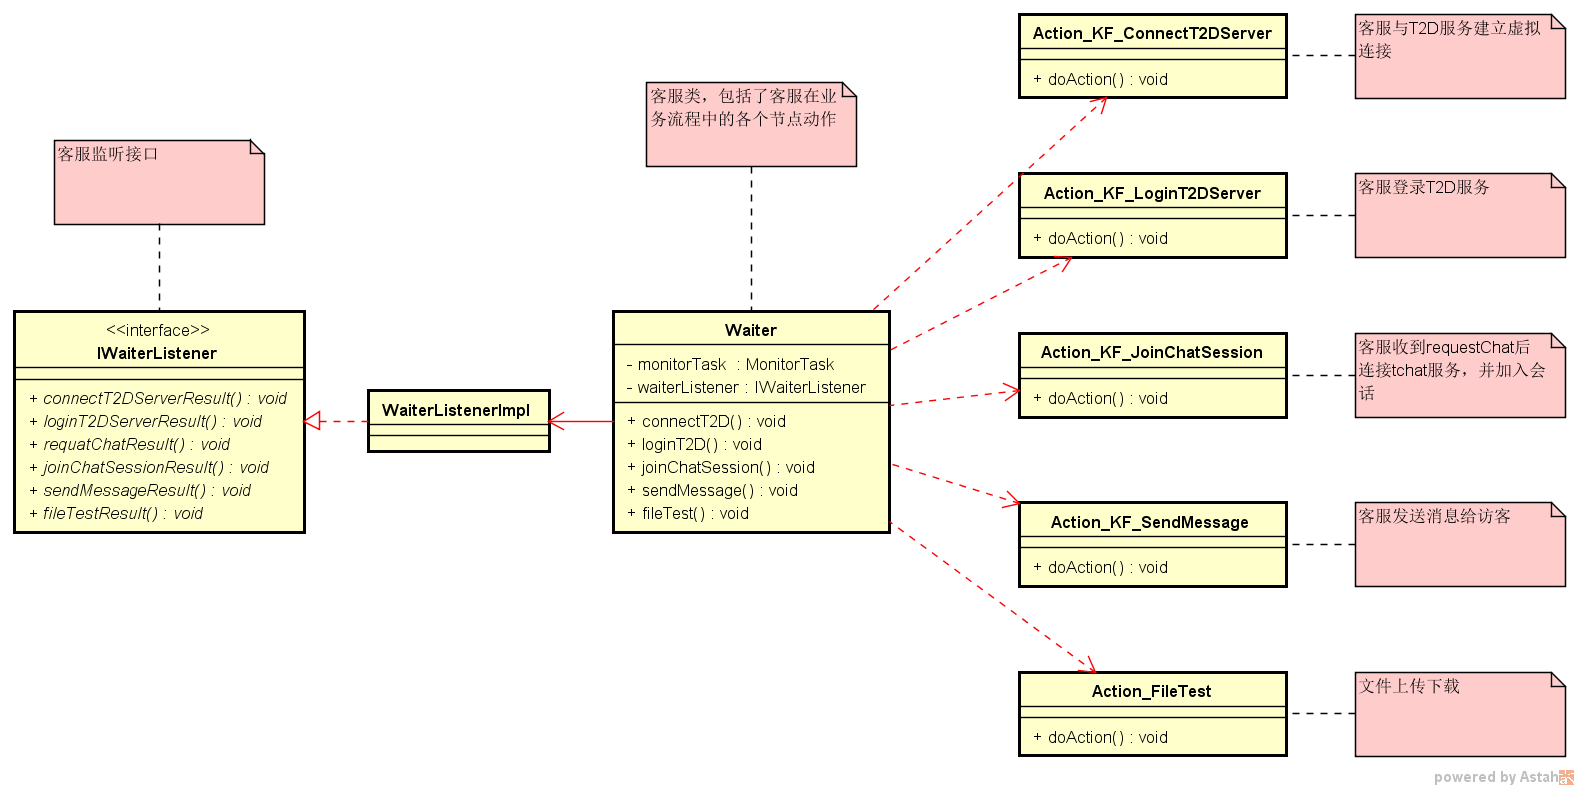 客服监听接口
<<interface>>
IWaiterListener
+ connectT2DServerResult() : void
+ loginT2DServerResult() : void
+ requatChatResult() : void
+ joinChatSessionResult() : void
+ sendMessageResult() : void
+ fileTestResult() : void
WaiterListenerImpl
客服类，包括了客服在业
务流程中的各个节点动作
Waiter
- monitorTask : MonitorTask
- waiterListener : IWaiterListener
+ connectT2D() : void
+ loginT2D() : void
+ joinChatSession() : void
+ sendMessage() : void
+ fileTest() : void
Action_KF_ConnectT2DServer
+ doAction() : void
客服与T2D服务建立虚拟
连接
Action_KF_LoginT2DServer
+ doAction() : void
客服登录T2D服务
Action_KF_JoinChatSession
+ doAction() : void
客服收到requestChat后
连接tchat服务，并加入会
话
Action_KF_SendMessage
+ doAction() : void
客服发送消息给访客
Action_FileTest
+ doAction() : void
文件上传下载
powered by Astah